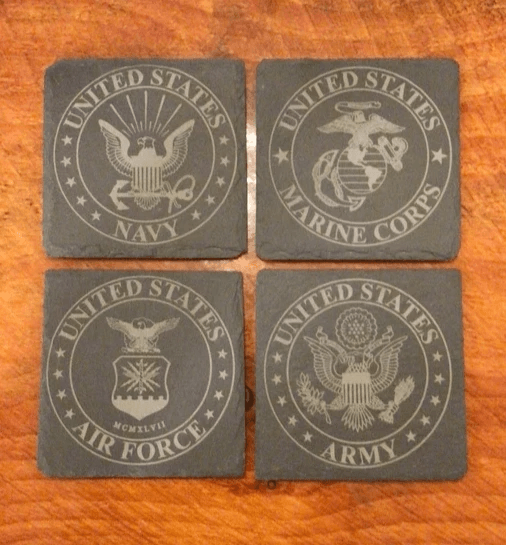 UNITED STATES
NAVY
UNITED STATES
MARINE CORPS
UNITED STATES
MCMXLVII
AIR FORCE
UNITED STATES
ARMY